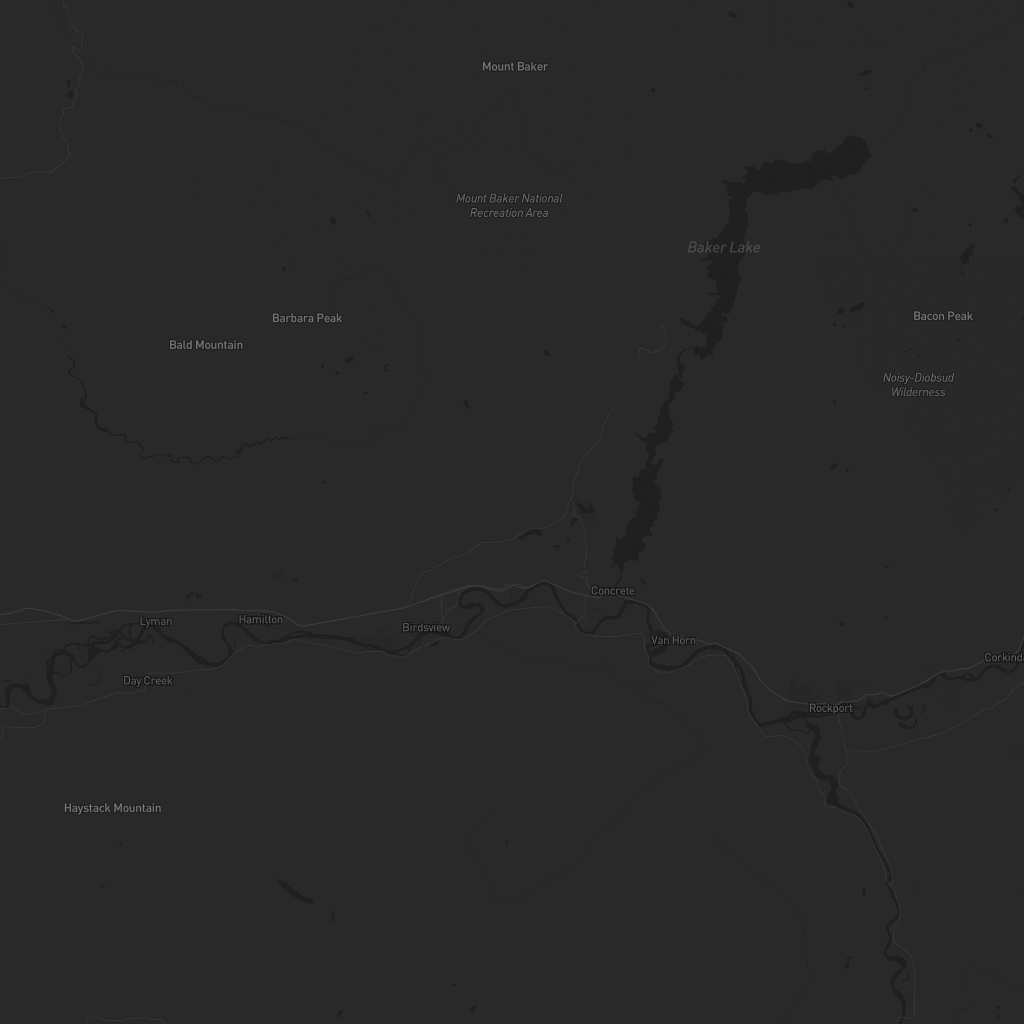 Mount Baker
Mount Baker National
Recreation Area
Baker Lake
Barbara Peak
Bacon Peak
Bald Mountain
Noisy-Diobsud
Wilderness
Concrete
Lyman
Hamilton
Birdsview
Van Horn
Corkinda
Day Creek
Rockport
Haystack Mountain